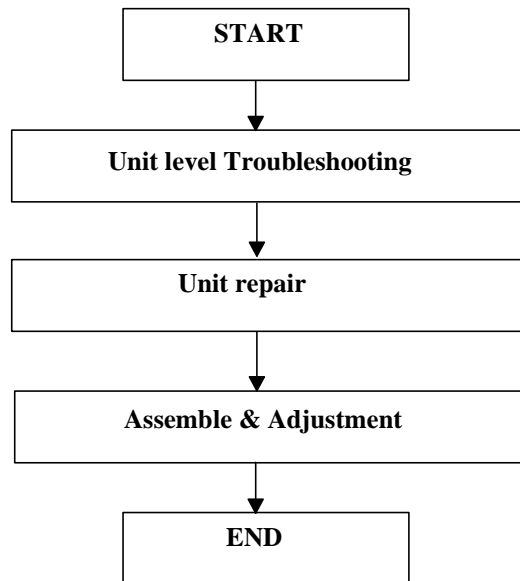 START
Unit level Troubleshooting
Unit repair
Assemble & Adjustment
END